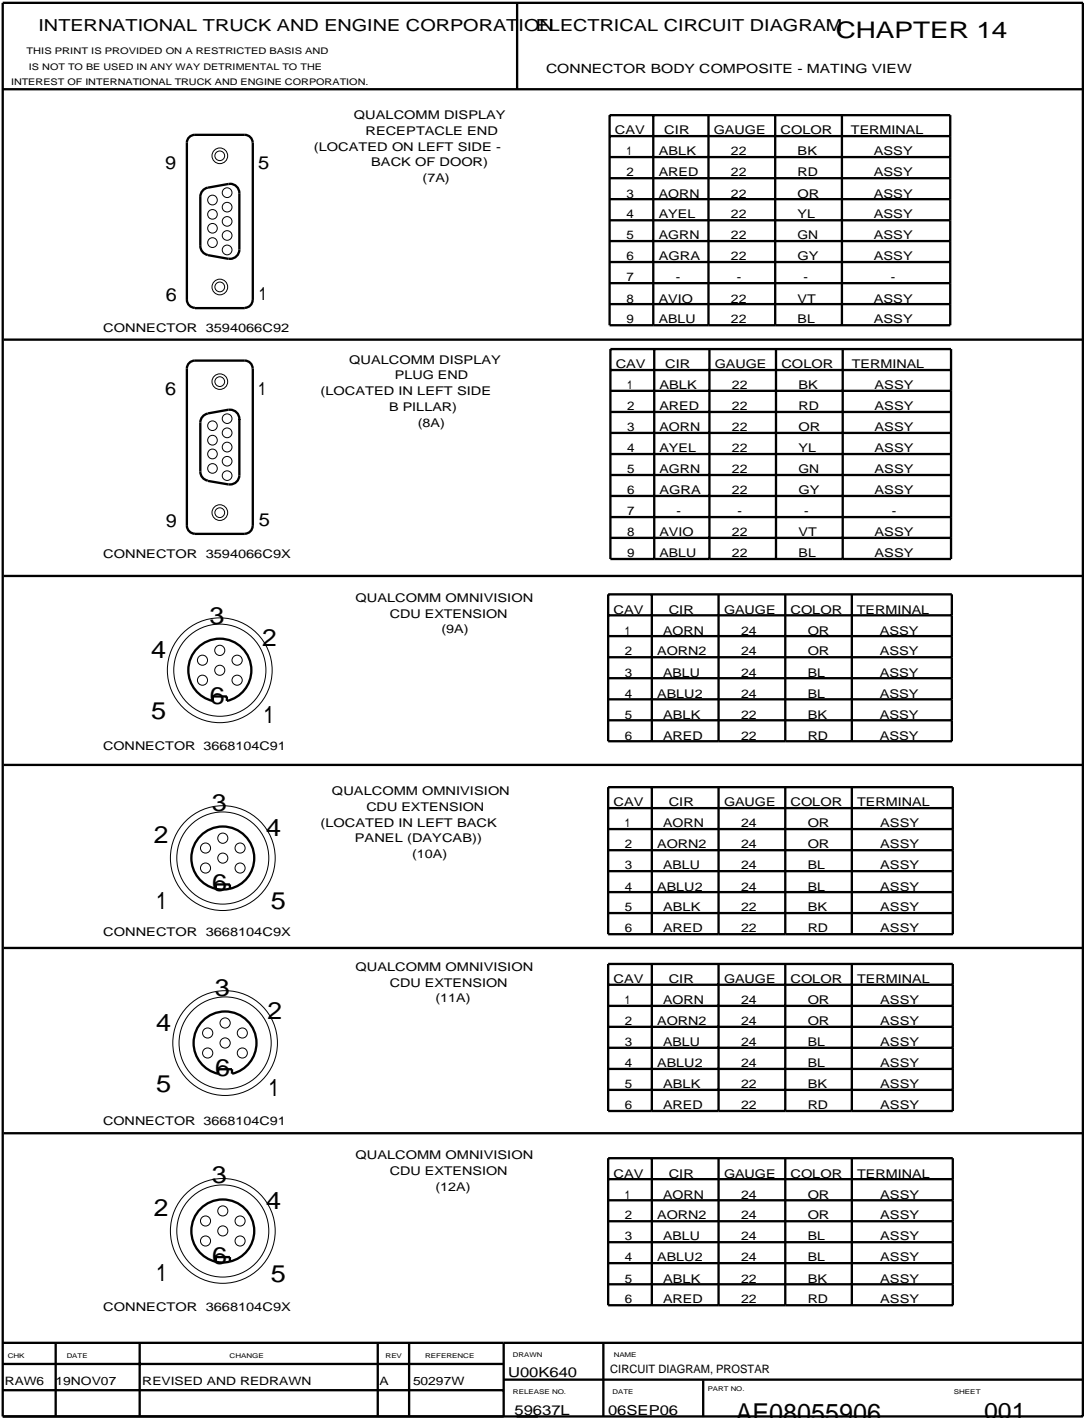 INTERNATIONAL TRUCK AND ENGINE CORPORATION
THIS PRINT IS PROVIDED ON A RESTRICTED BASIS AND
IS NOT TO BE USED IN ANY WAY DETRIMENTAL TO THE
INTEREST OF INTERNATIONAL TRUCK AND ENGINE CORPORATION.
ELECTRICAL CIRCUIT DIAGRAM
CHAPTER 14
CONNECTOR BODY COMPOSITE - MATING VIEW
QUALCOMM DISPLAY
RECEPTACLE END
(LOCATED ON LEFT SIDE -
BACK OF DOOR)
(7A)
9 5
6 1
CONNECTOR 3594066C92
CAV CIR GAUGE COLOR TERMINAL
1 ABLK 22 BK ASSY
2 ARED 22 RD ASSY
3 AORN 22 OR ASSY
4 AYEL 22 YL ASSY
5 AGRN 22 GN ASSY
6 AGRA 22 GY ASSY
7 - - - -
8 AVIO 22 VT ASSY
9 ABLU 22 BL ASSY
QUALCOMM DISPLAY
PLUG END
(LOCATED IN LEFT SIDE
B PILLAR)
(8A)
6 1
9 5
CONNECTOR 3594066C9X
CAV CIR GAUGE COLOR TERMINAL
1 ABLK 22 BK ASSY
2 ARED 22 RD ASSY
3 AORN 22 OR ASSY
4 AYEL 22 YL ASSY
5 AGRN 22 GN ASSY
6 AGRA 22 GY ASSY
7 - - - -
8 AVIO 22 VT ASSY
9 ABLU 22 BL ASSY
QUALCOMM OMNIVISION
CDU EXTENSION
(9A)
3
4 2
6
5 1
CONNECTOR 3668104C91
CAV CIR GAUGE COLOR TERMINAL
1 AORN 24 OR ASSY
2 AORN2 24 OR ASSY
3 ABLU 24 BL ASSY
4 ABLU2 24 BL ASSY
5 ABLK 22 BK ASSY
6 ARED 22 RD ASSY
QUALCOMM OMNIVISION
CDU EXTENSION
(LOCATED IN LEFT BACK
PANEL (DAYCAB))
(10A)
3
2 4
6
1 5
CONNECTOR 3668104C9X
CAV CIR GAUGE COLOR TERMINAL
1 AORN 24 OR ASSY
2 AORN2 24 OR ASSY
3 ABLU 24 BL ASSY
4 ABLU2 24 BL ASSY
5 ABLK 22 BK ASSY
6 ARED 22 RD ASSY
QUALCOMM OMNIVISION
CDU EXTENSION
(11A)
3
4 2
6
5 1
CONNECTOR 3668104C91
CAV CIR GAUGE COLOR TERMINAL
1 AORN 24 OR ASSY
2 AORN2 24 OR ASSY
3 ABLU 24 BL ASSY
4 ABLU2 24 BL ASSY
5 ABLK 22 BK ASSY
6 ARED 22 RD ASSY
QUALCOMM OMNIVISION
CDU EXTENSION
(12A)
3
2 4
6
1 5
CONNECTOR 3668104C9X
CAV CIR GAUGE COLOR TERMINAL
1 AORN 24 OR ASSY
2 AORN2 24 OR ASSY
3 ABLU 24 BL ASSY
4 ABLU2 24 BL ASSY
5 ABLK 22 BK ASSY
6 ARED 22 RD ASSY
CHK DATE CHANGE REV REFERENCE
RAW6 19NOV07 REVISED AND REDRAWN A 50297W
DRAWN
U00K640
NAME
CIRCUIT DIAGRAM, PROSTAR
RELEASE NO.
59637L
DATE
06SEP06
PART NO.
AE08055906
SHEET
001